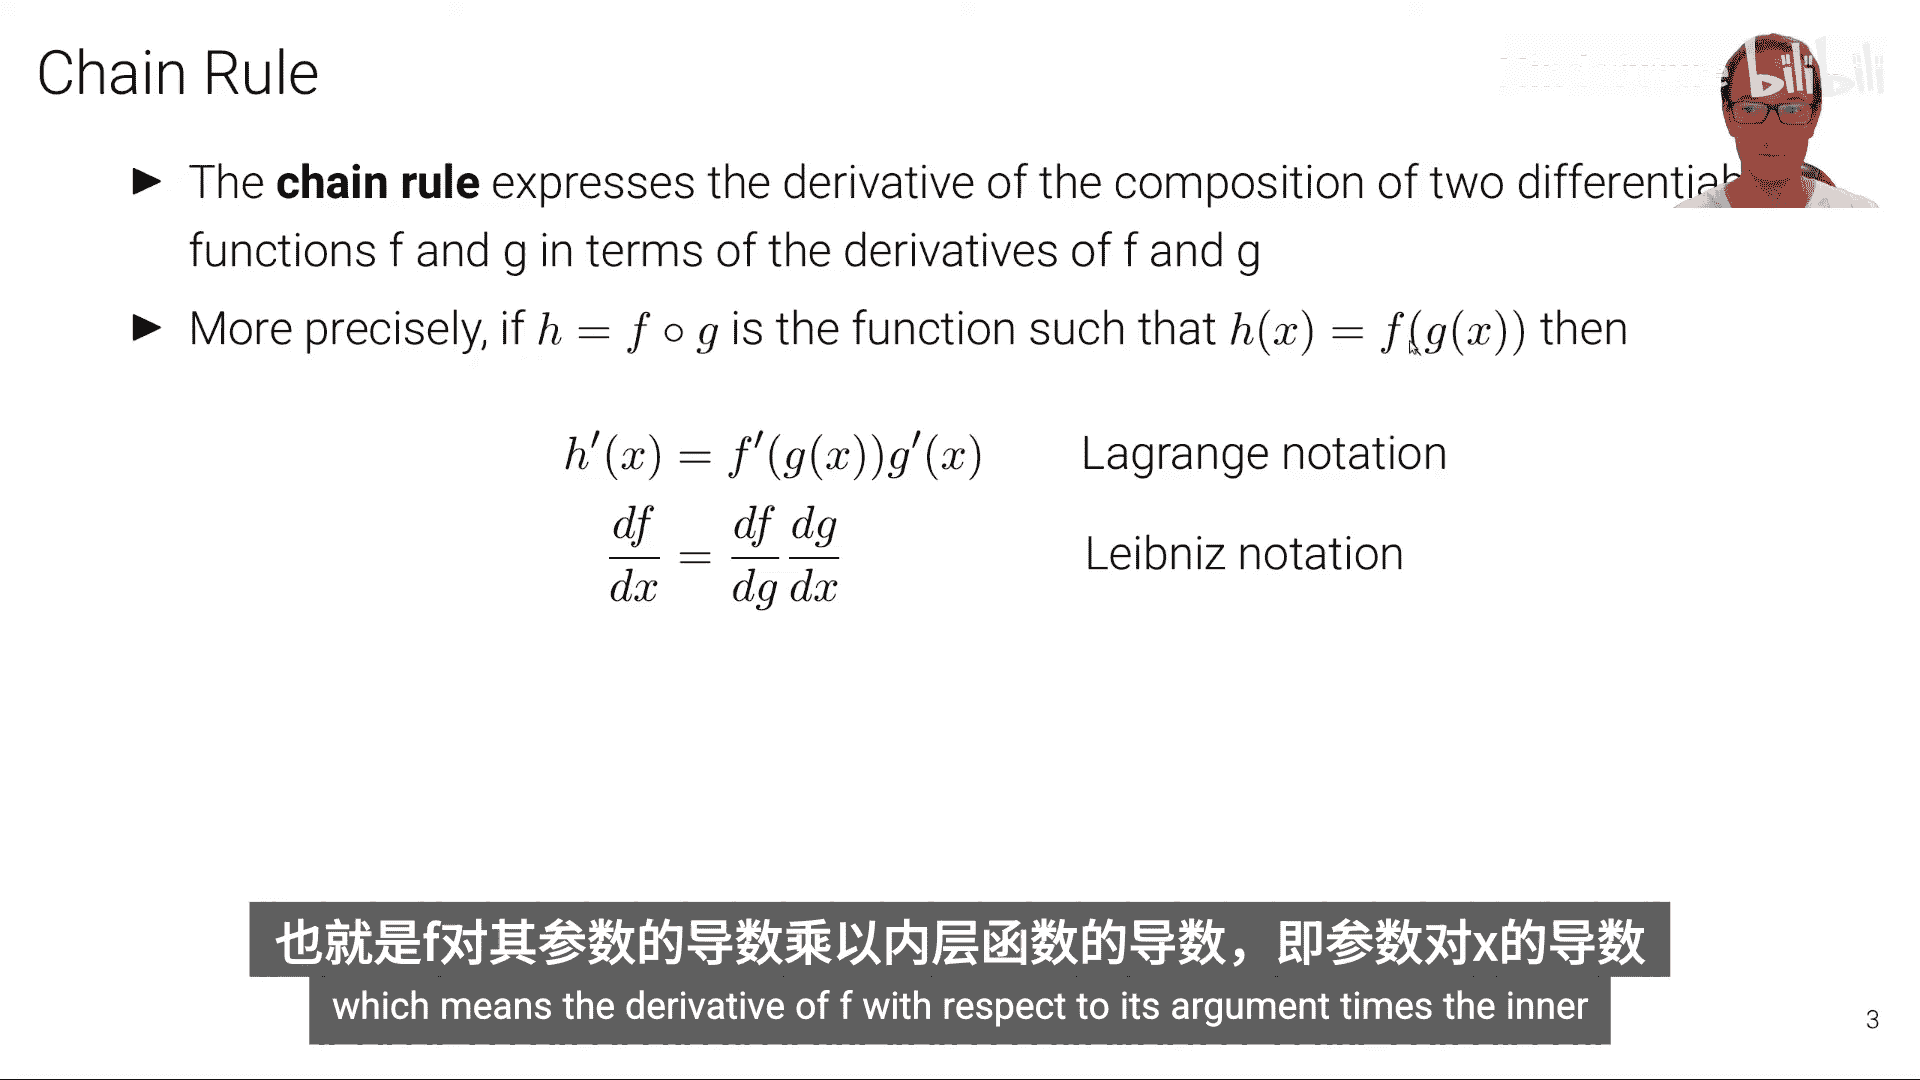 Chain Rule
bilibili
► The chain rule expresses the derivative of the composition of two
functions f and g in terms of the derivatives of f and g
► More precisely, if h = f ∘ g is the function such that h(x) = f(g(x)) then
h′(x) = f′(g(x))g′(x) Lagrange notation
df/dx = df/dg dg/dx Leibniz notation
也就是f对其参数的导数乘以内层函数的导数，即参数对x的导数
which means the derivative of f with respect to its argument times the inner
3